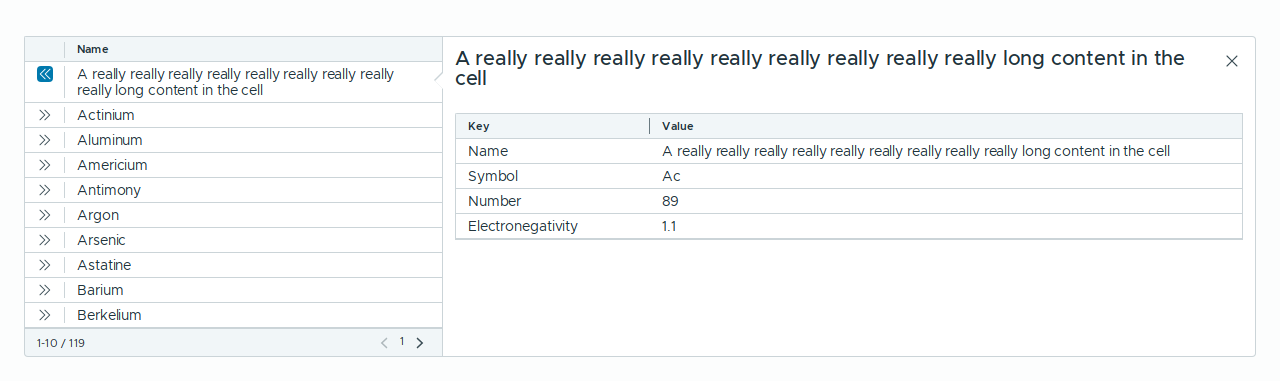 Name
A really really really really really really really really
really long content in the cell
Actinium
Aluminum
Americium
Antimony
Argon
Arsenic
Astatine
Barium
Berkelium
1-10 / 119
1
A really really really really really really really really really long content in the
cell
Key Value
Name A really really really really really really really really really long content in the cell
Symbol Ac
Number 89
Electronegativity 1.1